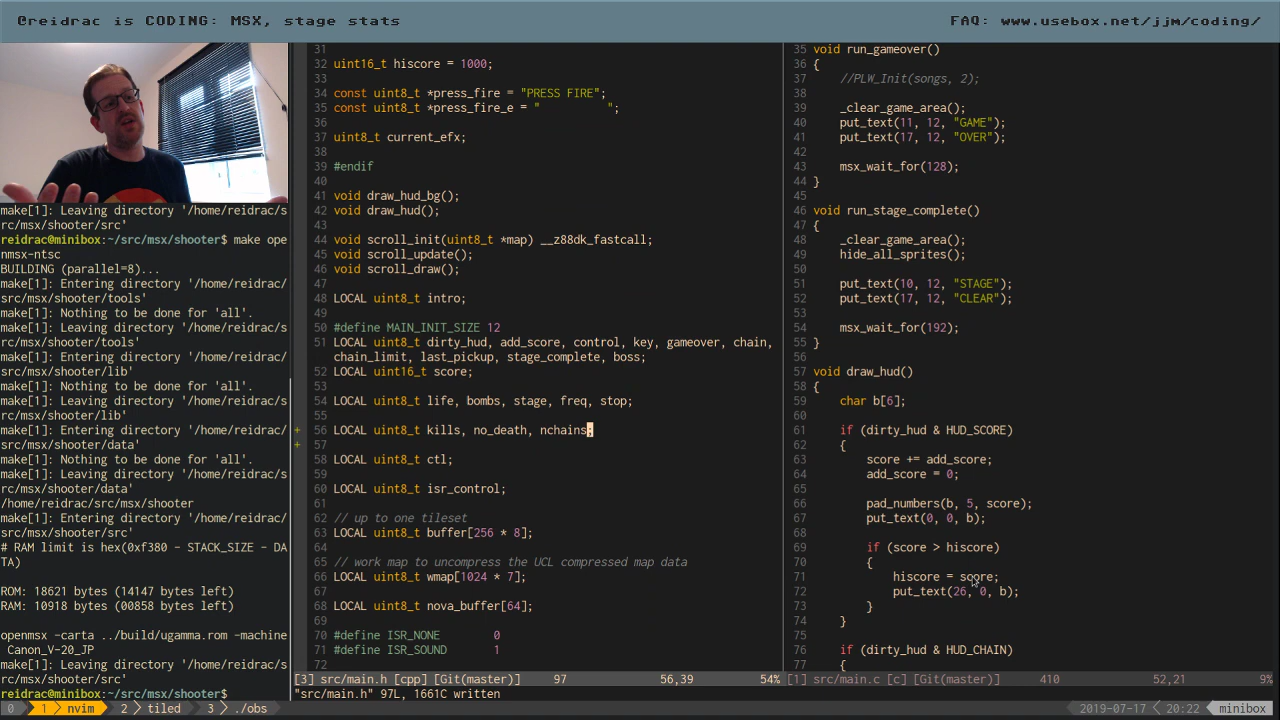 @reidrac is CODING: MSX, stage stats
FAQ: www.usebox.net/jjm/coding/
make[1]: Leaving directory '/home/reidrac/s
rc/msx/shooter/src'
reidrac@minibox:~/src/msx/shooter$ make ope
nmsx-ntsc
BUILDING (parallel=8)...
make[1]: Entering directory '/home/reidrac/
src/msx/shooter/tools'
make[1]: Nothing to be done for 'all'.
make[1]: Leaving directory '/home/reidrac/s
rc/msx/shooter/tools'
make[1]: Entering directory '/home/reidrac/
src/msx/shooter/lib'
make[1]: Nothing to be done for 'all'.
make[1]: Leaving directory '/home/reidrac/s
rc/msx/shooter/lib'
make[1]: Entering directory '/home/reidrac/
src/msx/shooter/data'
make[1]: Nothing to be done for 'all'.
make[1]: Leaving directory '/home/reidrac/s
rc/msx/shooter/data'
/home/reidrac/src/msx/shooter
make[1]: Entering directory '/home/reidrac/
src/msx/shooter/src'
# RAM limit is hex(0xf380 - STACK_SIZE - DA
TA)
ROM: 18621 bytes (14147 bytes left)
RAM: 10918 bytes (00858 bytes left)
openmsx -carta ../build/ugamma.rom -machine
Canon_V-20_JP
make[1]: Leaving directory '/home/reidrac/s
rc/msx/shooter/src'
reidrac@minibox:~/src/msx/shooter$
31
32 uint16_t hiscore = 1000;
33
34 const uint8_t *press_fire = "PRESS FIRE";
35 const uint8_t *press_fire_e = "          ";
36
37 uint8_t current_efx;
38
39 #endif
40
41 void draw_hud_bg();
42 void draw_hud();
43
44 void scroll_init(uint8_t *map) __z88dk_fastcall;
45 void scroll_update();
46 void scroll_draw();
47
48 LOCAL uint8_t intro;
49
50 #define MAIN_INIT_SIZE 12
51 LOCAL uint8_t dirty_hud, add_score, control, key, gameover, chain,
chain_limit, last_pickup, stage_complete, boss;
52 LOCAL uint16_t score;
53
54 LOCAL uint8_t life, bombs, stage, freq, stop;
55
+ 56 LOCAL uint8_t kills, no_death, nchains;
+ 57
58 LOCAL uint8_t ctl;
59
60 LOCAL uint8_t isr_control;
61
62 // up to one tileset
63 LOCAL uint8_t buffer[256 * 8];
64
65 // work map to uncompress the UCL compressed map data
66 LOCAL uint8_t wmap[1024 * 7];
67
68 LOCAL uint8_t nova_buffer[64];
69
70 #define ISR_NONE 0
71 #define ISR_SOUND 1
72
[3] src/main.h [cpp] [Git(master)] 97 56,39 54%
"src/main.h" 97L, 1661C written
35 void run_gameover()
36 {
37 //PLW_Init(songs, 2);
38
39 _clear_game_area();
40 put_text(11, 12, "GAME");
41 put_text(17, 12, "OVER");
42
43 msx_wait_for(128);
44 }
45
46 void run_stage_complete()
47 {
48 _clear_game_area();
49 hide_all_sprites();
50
51 put_text(10, 12, "STAGE");
52 put_text(17, 12, "CLEAR");
53
54 msx_wait_for(192);
55 }
56
57 void draw_hud()
58 {
59 char b[6];
60
61 if (dirty_hud & HUD_SCORE)
62 {
63 score += add_score;
64 add_score = 0;
65
66 pad_numbers(b, 5, score);
67 put_text(0, 0, b);
68
69 if (score > hiscore)
70 {
71 hiscore = score;
72 put_text(26, 0, b);
73 }
74 }
75
76 if (dirty_hud & HUD_CHAIN)
77 {
[1] src/main.c [c] [Git(master)] 410 52,21 9%
0 1 nvim 2 tiled 3 ./obs
2019-07-17 20:22 minibox